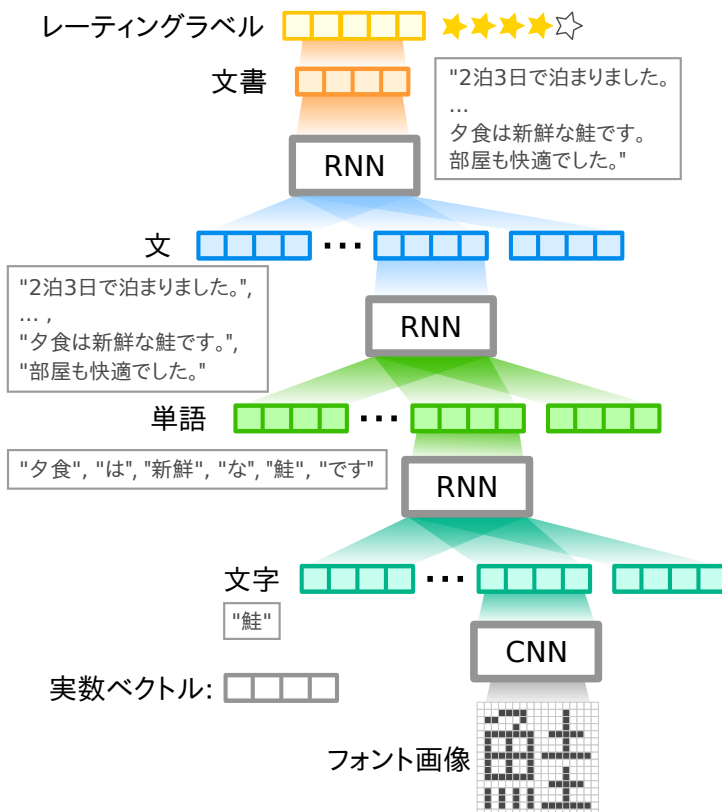 レーティングラベル
文書
"2泊3日で泊まりました。
...
夕食は新鮮な鮭です。
部屋も快適でした。"
RNN
文
...
"2泊3日で泊まりました。",
... ,
"夕食は新鮮な鮭です。",
"部屋も快適でした。"
RNN
単語
...
"夕食", "は", "新鮮", "な", "鮭", "です"
RNN
文字
...
"鮭"
CNN
実数ベクトル:
フォント画像
鮭